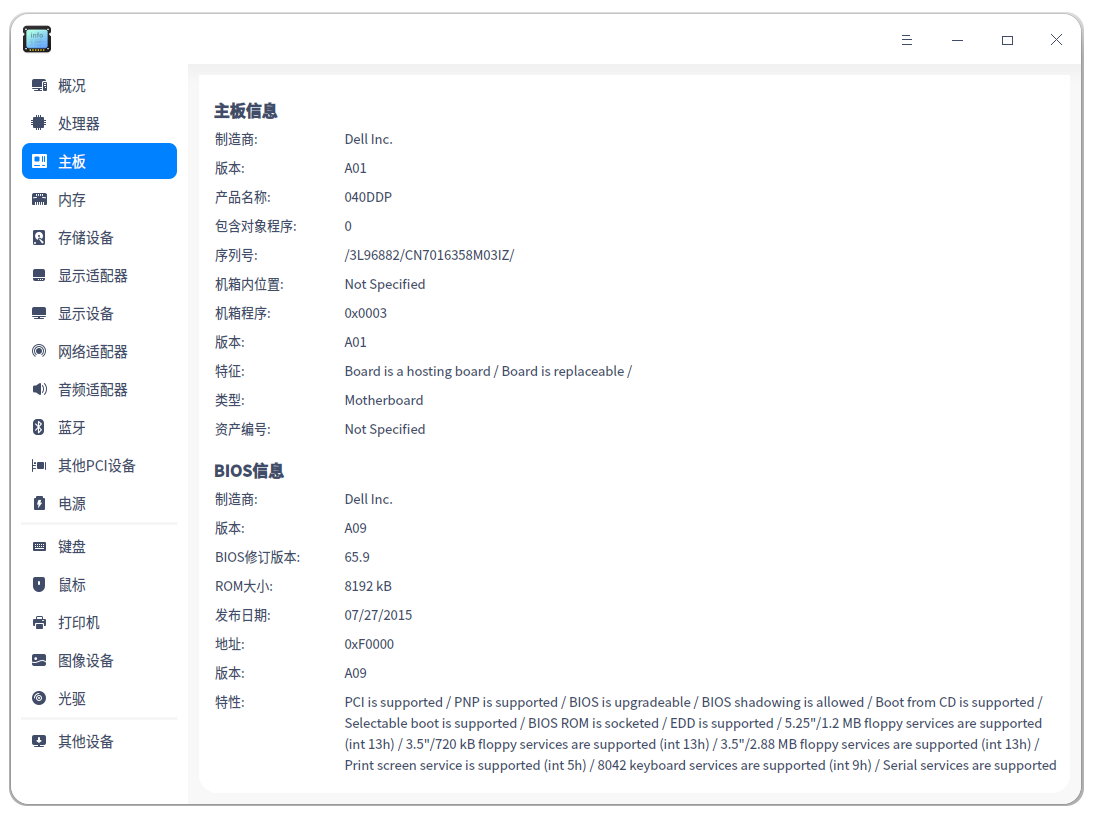 info
概况
处理器
主板
内存
存储设备
显示适配器
显示设备
网络适配器
音频适配器
蓝牙
其他PCI设备
电源
键盘
鼠标
打印机
图像设备
光驱
其他设备
主板信息
制造商: Dell Inc.
版本: A01
产品名称: 040DDP
包含对象程序: 0
序列号: /3L96882/CN7016358M03IZ/
机箱内位置: Not Specified
机箱程序: 0x0003
版本: A01
特征: Board is a hosting board / Board is replaceable /
类型: Motherboard
资产编号: Not Specified
BIOS信息
制造商: Dell Inc.
版本: A09
BIOS修订版本: 65.9
ROM大小: 8192 kB
发布日期: 07/27/2015
地址: 0xF0000
版本: A09
特性: PCI is supported / PNP is supported / BIOS is upgradeable / BIOS shadowing is allowed / Boot from CD is supported /
Selectable boot is supported / BIOS ROM is socketed / EDD is supported / 5.25"/1.2 MB floppy services are supported
(int 13h) / 3.5"/720 kB floppy services are supported (int 13h) / 3.5"/2.88 MB floppy services are supported (int 13h) /
Print screen service is supported (int 5h) / 8042 keyboard services are supported (int 9h) / Serial services are supported